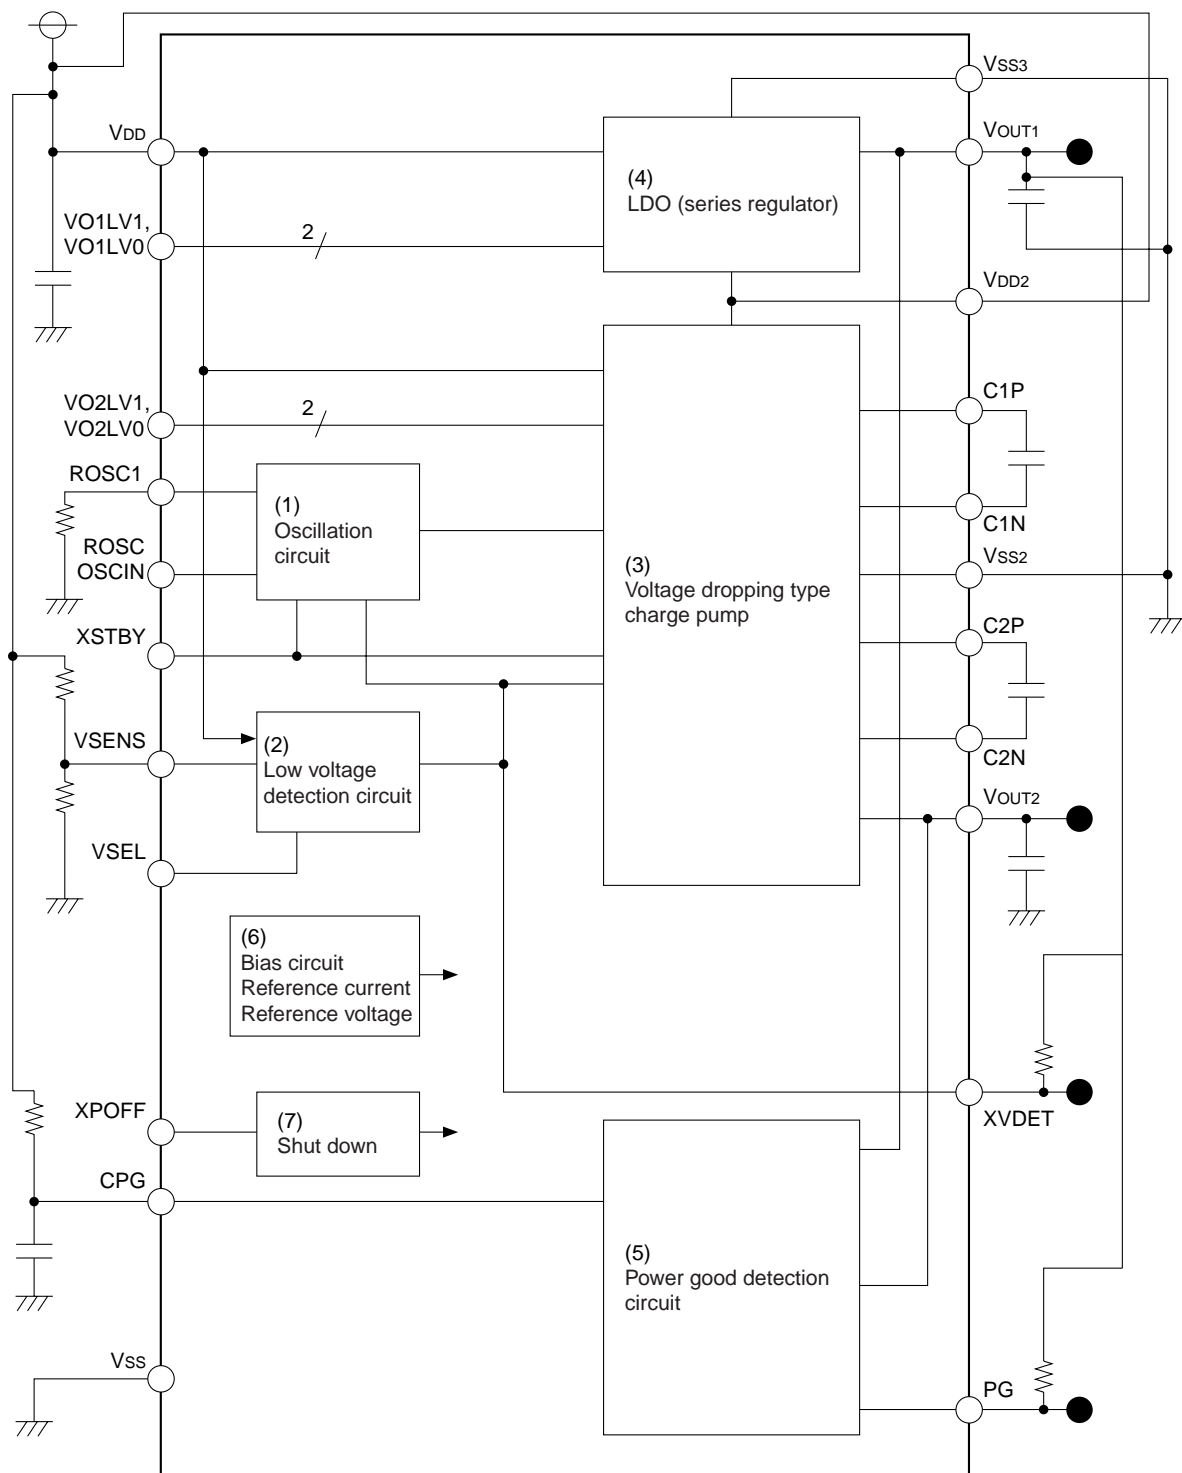 VSS3
VDD
VOUT1
(4)
LDO (series regulator)
VO1LV1,
VO1LV0
2
VDD2
VO2LV1,
VO2LV0
2
C1P
ROSC1
(1)
Oscillation
circuit
C1N
ROSC
OSCIN
VSS2
(3)
Voltage dropping type
charge pump
XSTBY
C2P
VSENS
(2)
Low voltage
detection circuit
C2N
VOUT2
VSEL
(6)
Bias circuit
Reference current
Reference voltage
XPOFF
(7)
Shut down
XVDET
CPG
(5)
Power good detection
circuit
VSS
PG